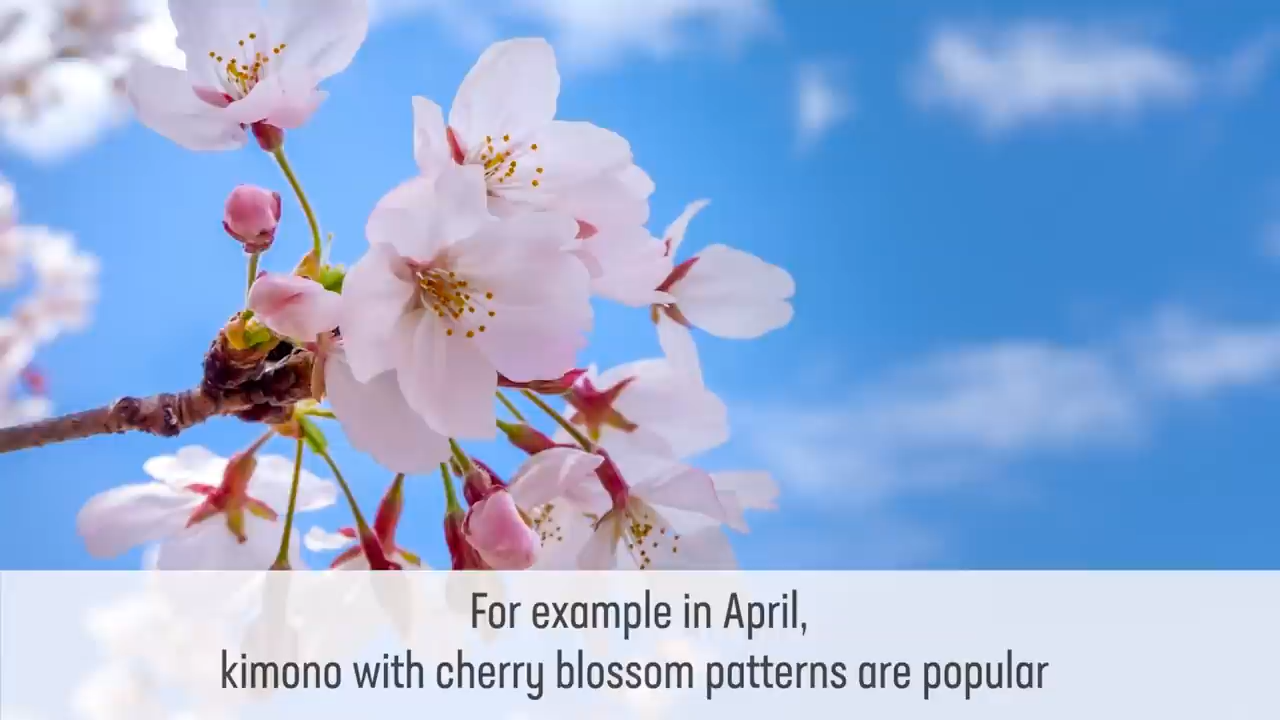 For example in April,
kimono with cherry blossom patterns are popular